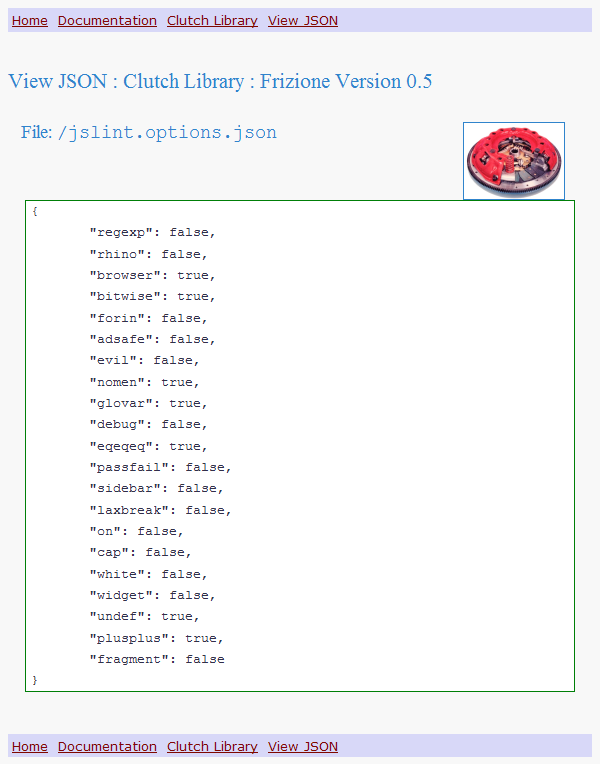 Home Documentation Clutch Library View JSON
View JSON : Clutch Library : Frizione Version 0.5
File: /jslint.options.json
{
"regexp": false,
"rhino": false,
"browser": true,
"bitwise": true,
"forin": false,
"adsafe": false,
"evil": false,
"nomen": true,
"glovar": true,
"debug": false,
"eqeqeq": true,
"passfail": false,
"sidebar": false,
"laxbreak": false,
"on": false,
"cap": false,
"white": false,
"widget": false,
"undef": true,
"plusplus": true,
"fragment": false
}
Home Documentation Clutch Library View JSON